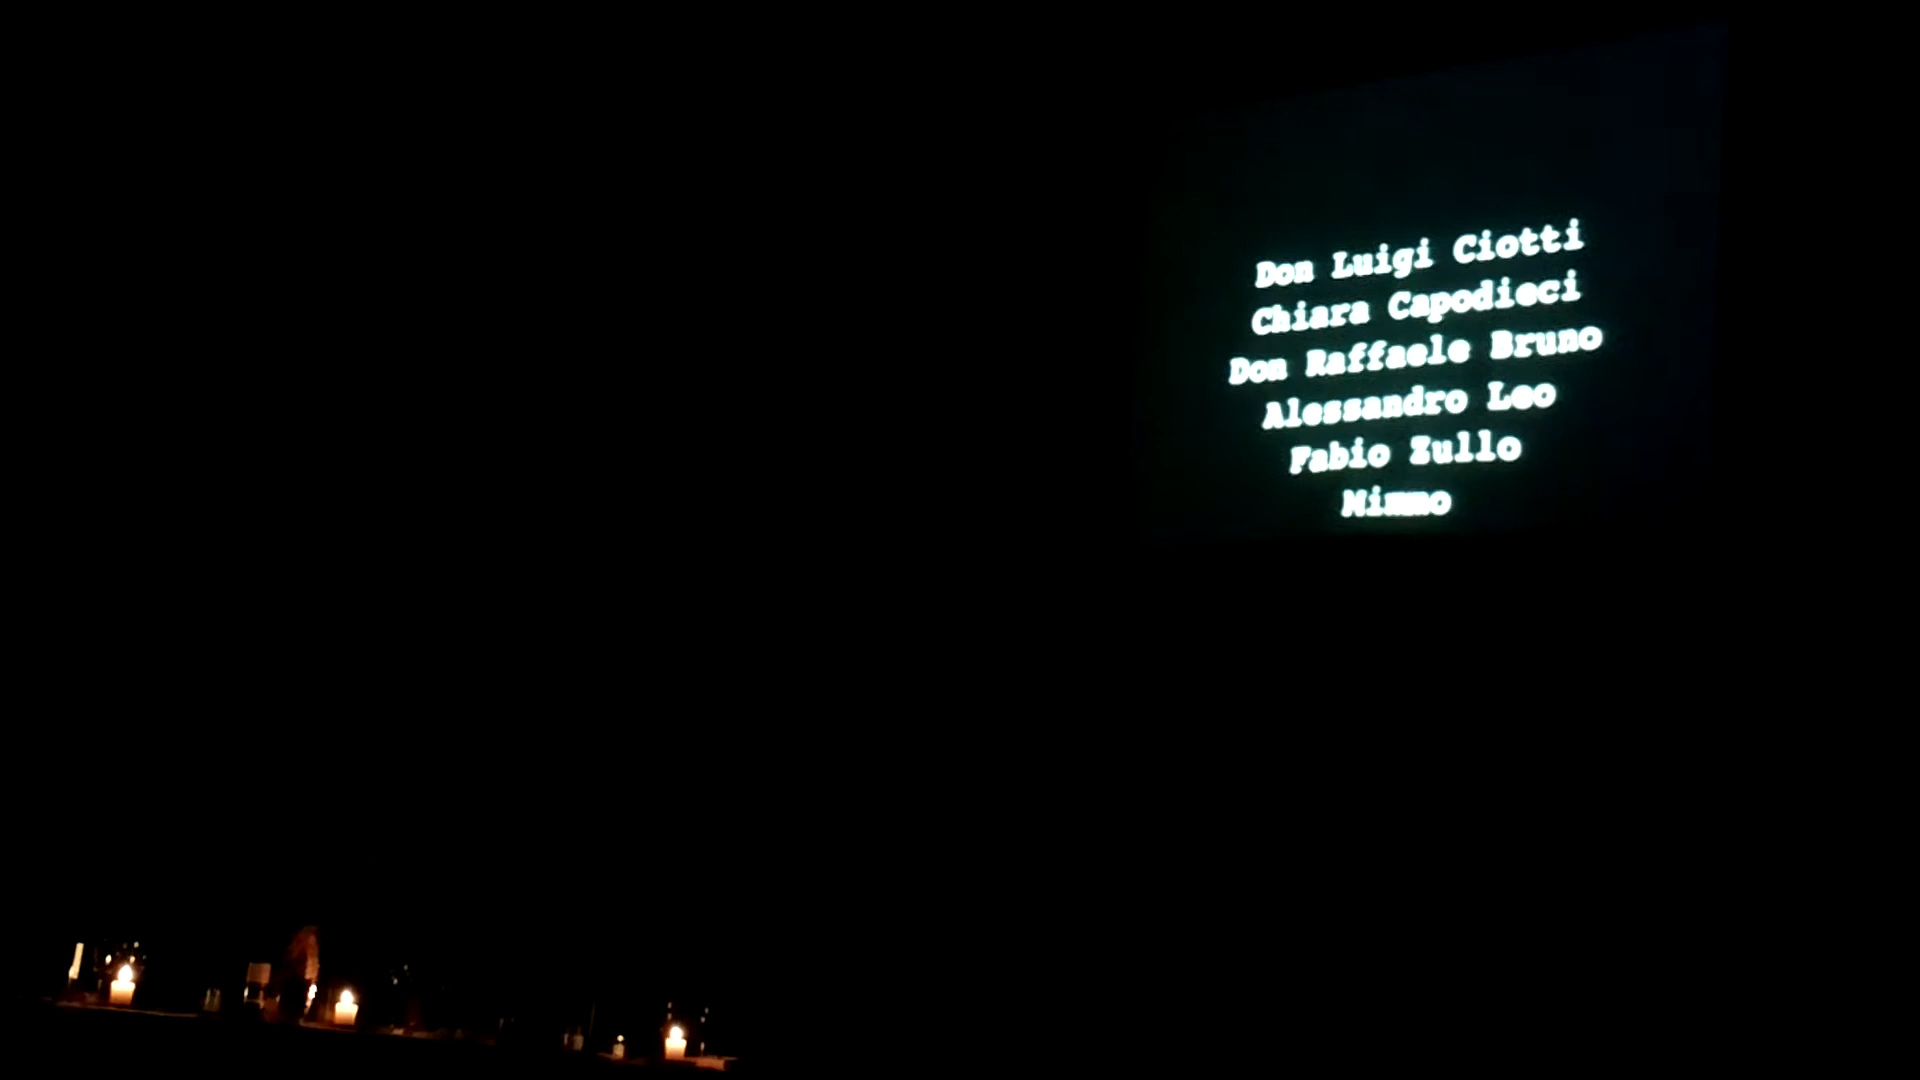 Don Luigi Ciotti
Chiara Capodieci
Don Raffaele Bruno
Alessandro Leo
Fabio Zullo
Mimmo